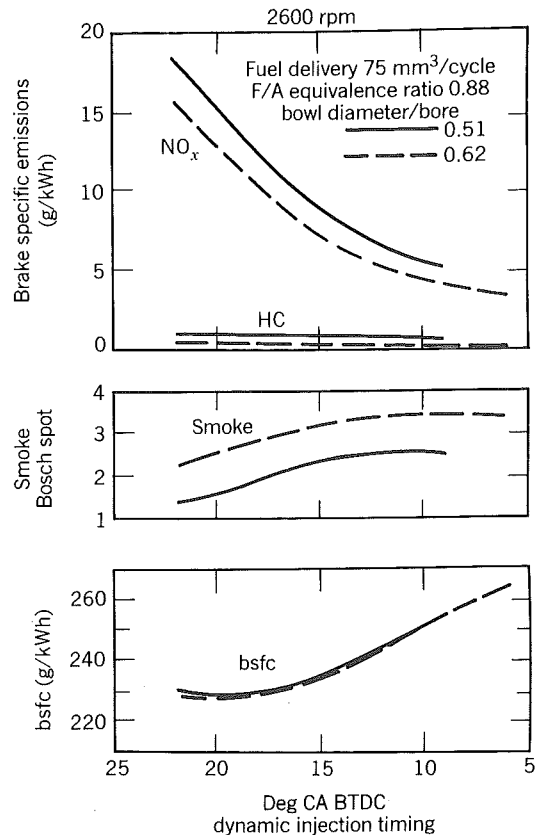 2600 rpm
20
15
10
5
0
Brake specific emissions
(g/kWh)
Fuel delivery 75 mm³/cycle
F/A equivalence ratio 0.88
bowl diameter/bore
0.51
0.62
NOₓ
HC
4
3
2
1
Smoke
Bosch spot
Smoke
260
240
220
bsfc (g/kWh)
bsfc
25
20
15
10
5
Deg CA BTDC
dynamic injection timing